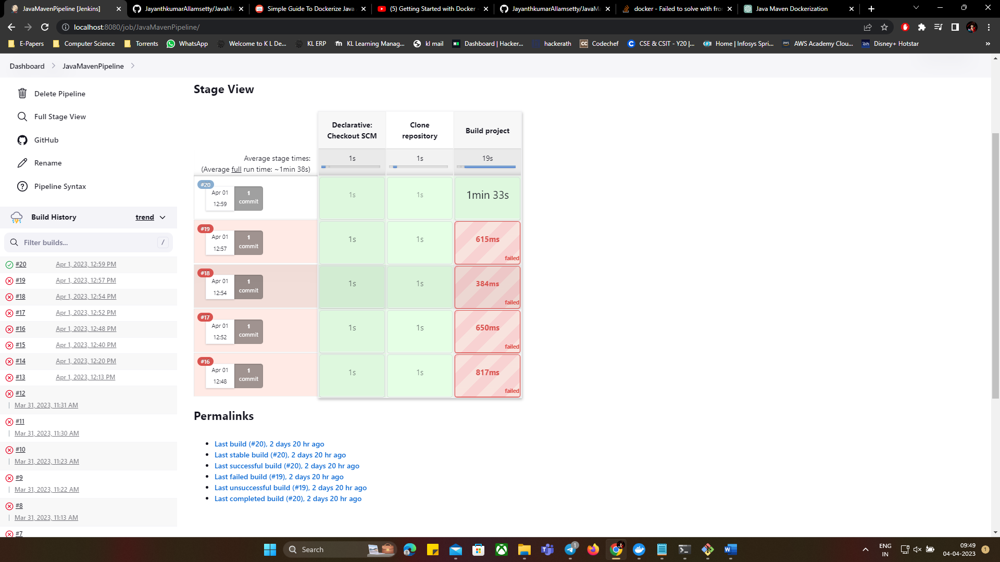 JavaMavenPipeline [Jenkins]
JayanthkumarAllamsetty/JavaMa
Simple Guide To Dockerize Java
(5) Getting Started with Docker -
JayanthkumarAllamsetty/JavaMa
docker - Failed to solve with fron
Java Maven Dockerization
localhost:8080/job/JavaMavenPipeline/
E-Papers
Computer Science
Torrents
WhatsApp
Welcome to K L De...
KL ERP
KL Learning Manag...
kl mail
Dashboard | Hacker...
hackerath
CC
Codechef
CSE & CSIT - Y20 |...
Home | Infosys Spri...
AWS Academy Clou...
Disney+ Hotstar
»
Dashboard
JavaMavenPipeline
Delete Pipeline
Full Stage View
GitHub
Rename
Pipeline Syntax
Build History
trend
Filter builds...
/
#20
Apr 1, 2023, 12:59 PM
#19
Apr 1, 2023, 12:57 PM
#18
Apr 1, 2023, 12:54 PM
#17
Apr 1, 2023, 12:52 PM
#16
Apr 1, 2023, 12:48 PM
#15
Apr 1, 2023, 12:40 PM
#14
Apr 1, 2023, 12:20 PM
#13
Apr 1, 2023, 12:13 PM
#12
Mar 31, 2023, 11:31 AM
#11
Mar 31, 2023, 11:30 AM
#10
Mar 31, 2023, 11:23 AM
#9
Mar 31, 2023, 11:22 AM
#8
Mar 31, 2023, 11:13 AM
#7
Stage View
Declarative:
Checkout SCM
Clone
repository
Build project
Average stage times:
(Average full run time: ~1min 38s)
1s
1s
19s
#20
Apr 01
12:59
1
commit
1s
1s
1min 33s
#19
Apr 01
12:57
1
commit
1s
1s
615ms
failed
#18
Apr 01
12:54
1
commit
1s
1s
384ms
failed
#17
Apr 01
12:52
1
commit
1s
1s
650ms
failed
#16
Apr 01
12:48
1
commit
1s
1s
817ms
failed
Permalinks
Last build (#20), 2 days 20 hr ago
Last stable build (#20), 2 days 20 hr ago
Last successful build (#20), 2 days 20 hr ago
Last failed build (#19), 2 days 20 hr ago
Last unsuccessful build (#19), 2 days 20 hr ago
Last completed build (#20), 2 days 20 hr ago
Search
1
ENG
IN
09:49
04-04-2023
1